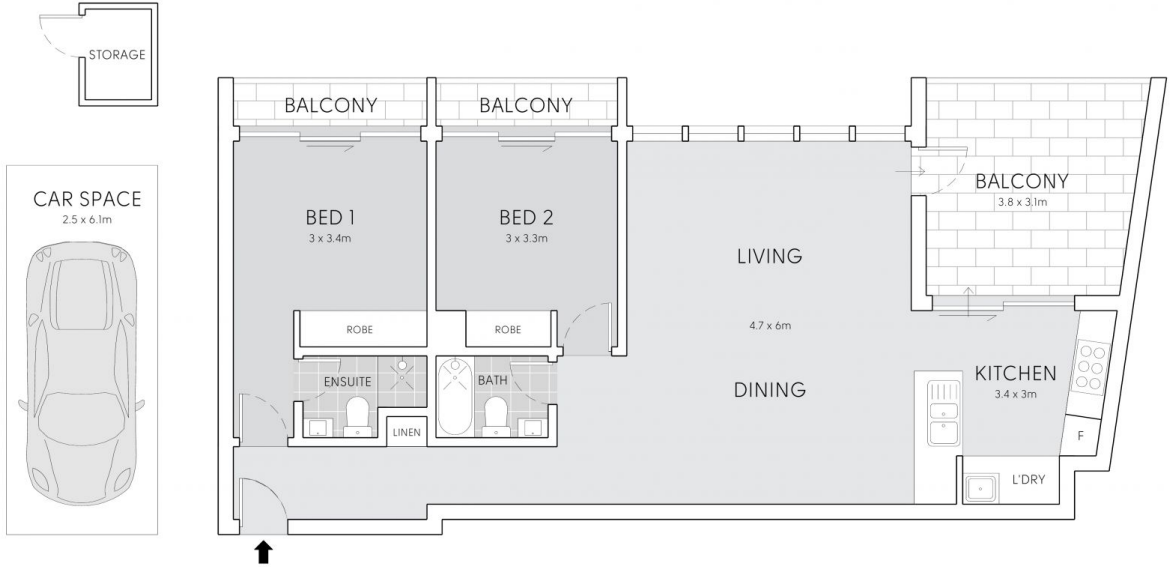 STORAGE
CAR SPACE
2.5 x 6.1m
BALCONY
BALCONY
BED 1
3 x 3.4m
BED 2
3 x 3.3m
BALCONY
3.8 x 3.1m
LIVING
4.7 x 6m
DINING
ROBE
ROBE
ENSUITE
BATH
LINEN
KITCHEN
3.4 x 3m
F
L'DRY